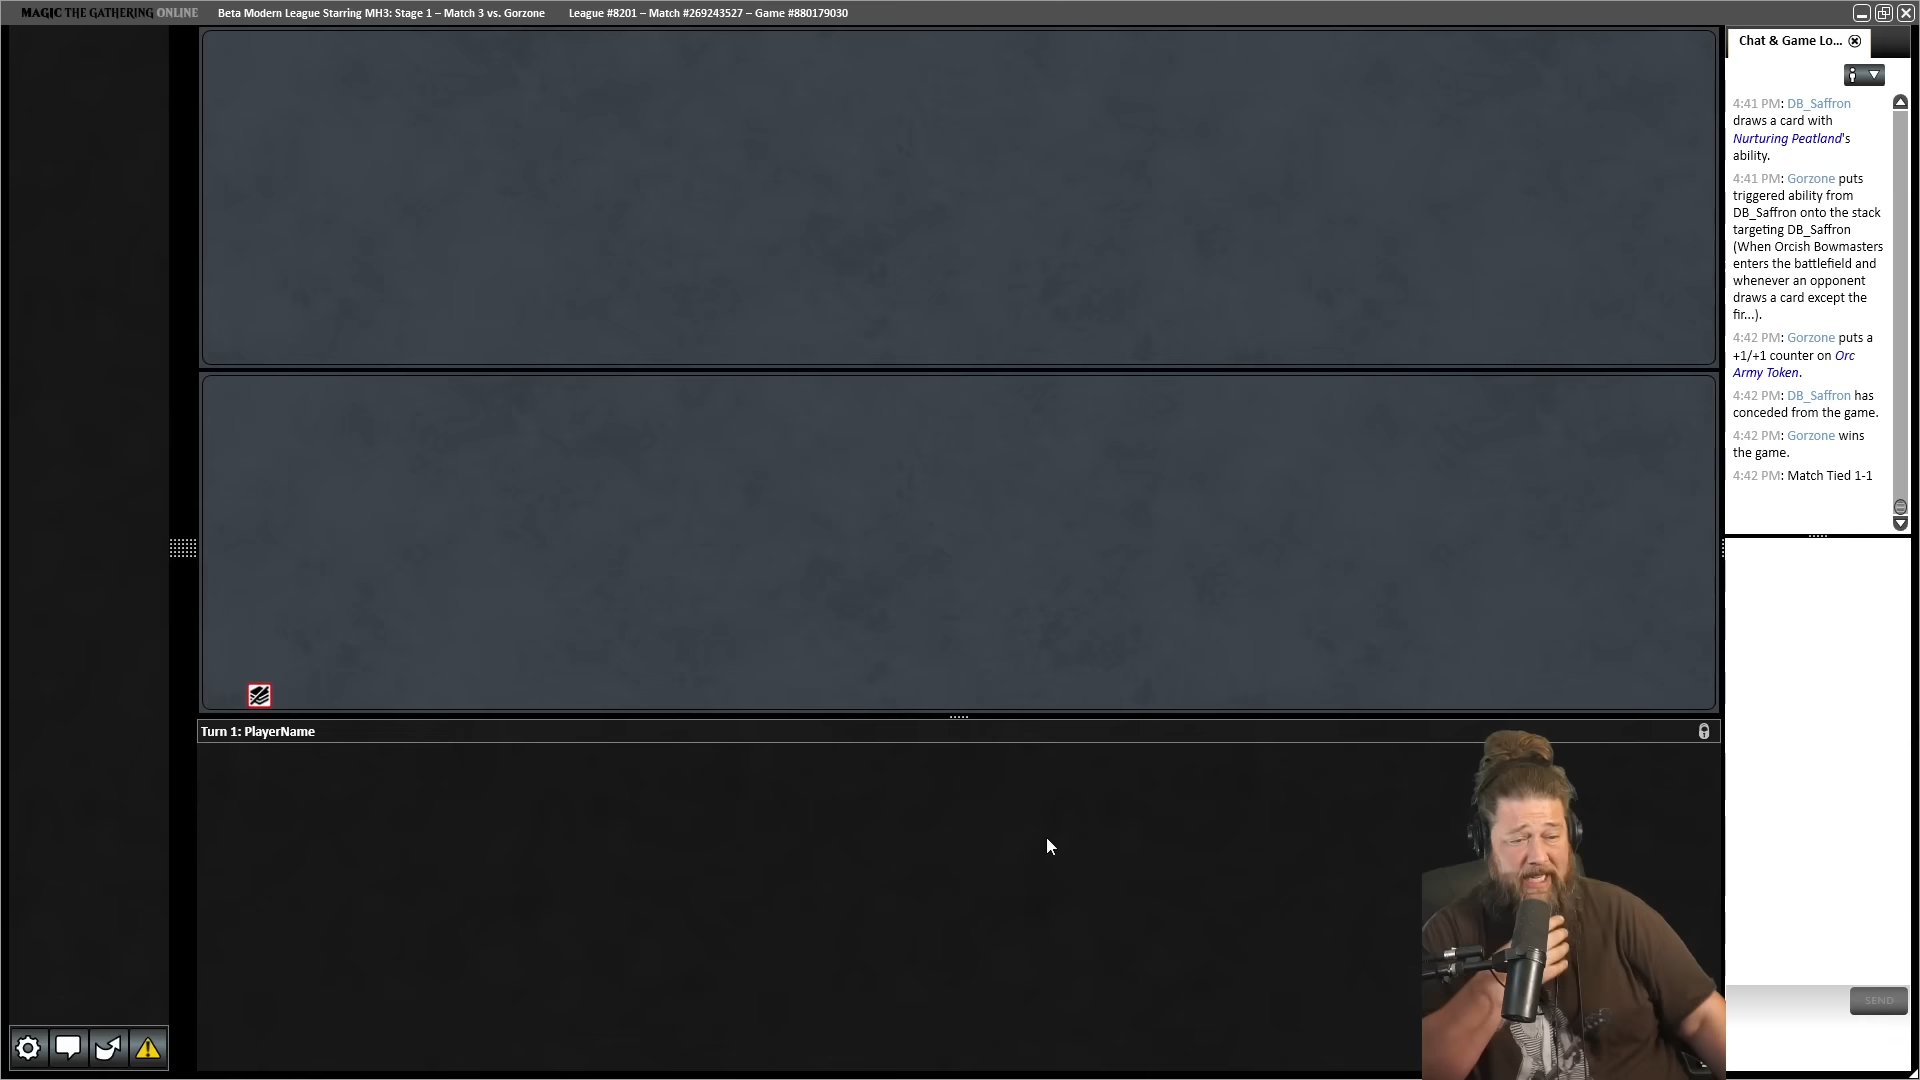 MAGIC THE GATHERING ONLINE
Beta Modern League Starring MH3: Stage 1 – Match 3 vs. Gorzone
League #8201 – Match #269243527 – Game #880179030
Chat & Game Lo...
4:41 PM: DB_Saffron
draws a card with
Nurturing Peatland's
ability.
4:41 PM: Gorzone puts
triggered ability from
DB_Saffron onto the stack
targeting DB_Saffron
(When Orcish Bowmasters
enters the battlefield and
whenever an opponent
draws a card except the
fir...).
4:42 PM: Gorzone puts a
+1/+1 counter on Orc
Army Token.
4:42 PM: DB_Saffron has
conceded from the game.
4:42 PM: Gorzone wins
the game.
4:42 PM: Match Tied 1-1
Turn 1: PlayerName
SEND